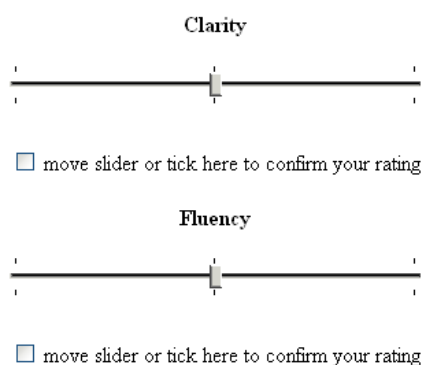 Clarity
move slider or tick here to confirm your rating
Fluency
move slider or tick here to confirm your rating